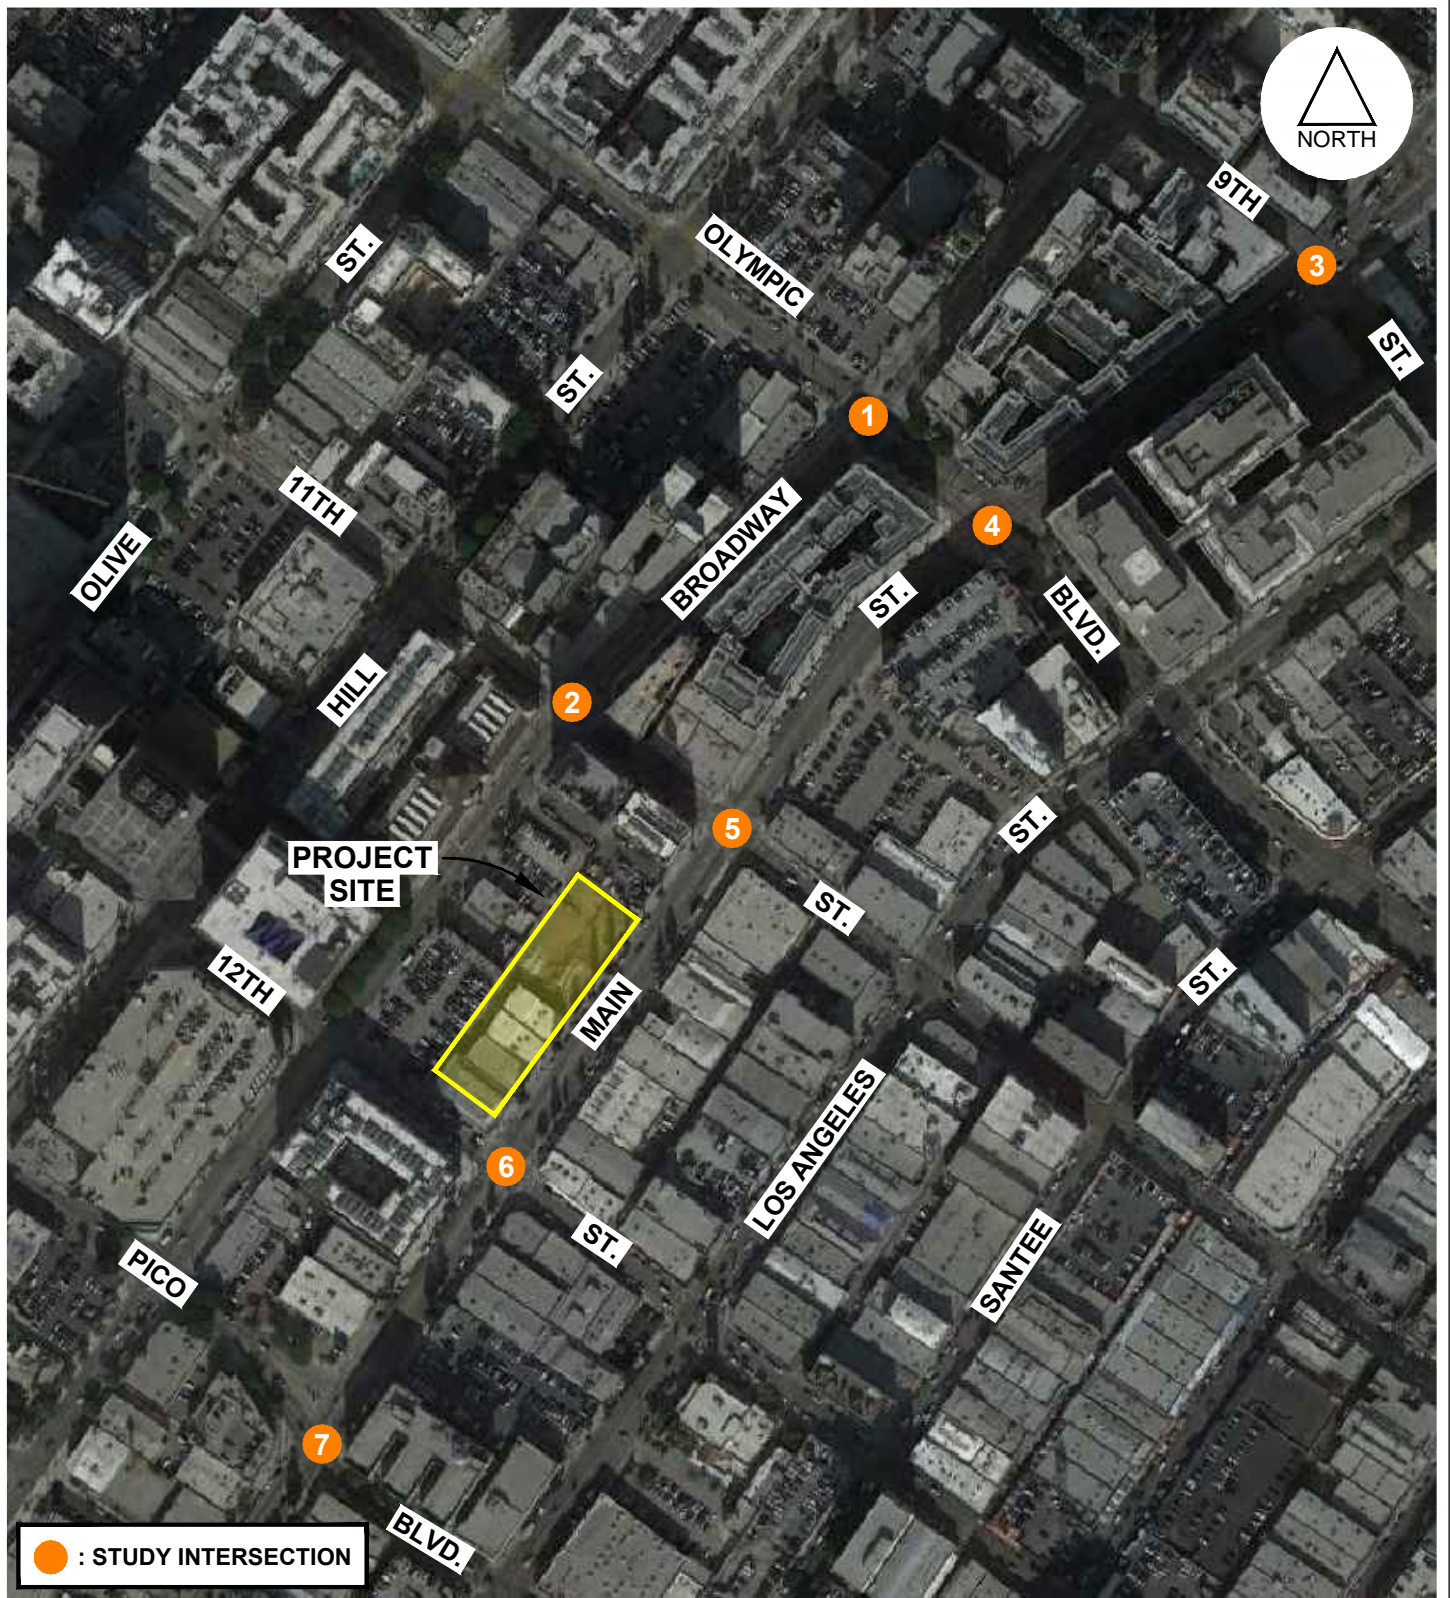 NORTH
9TH
ST.
OLYMPIC
3
ST.
ST.
1
11TH
BROADWAY
4
OLIVE
ST.
BLVD.
HILL
2
5
ST.
PROJECT
SITE
ST.
12TH
MAIN
ST.
LOS ANGELES
6
ST.
SANTEE
PICO
7
BLVD.
: STUDY INTERSECTION